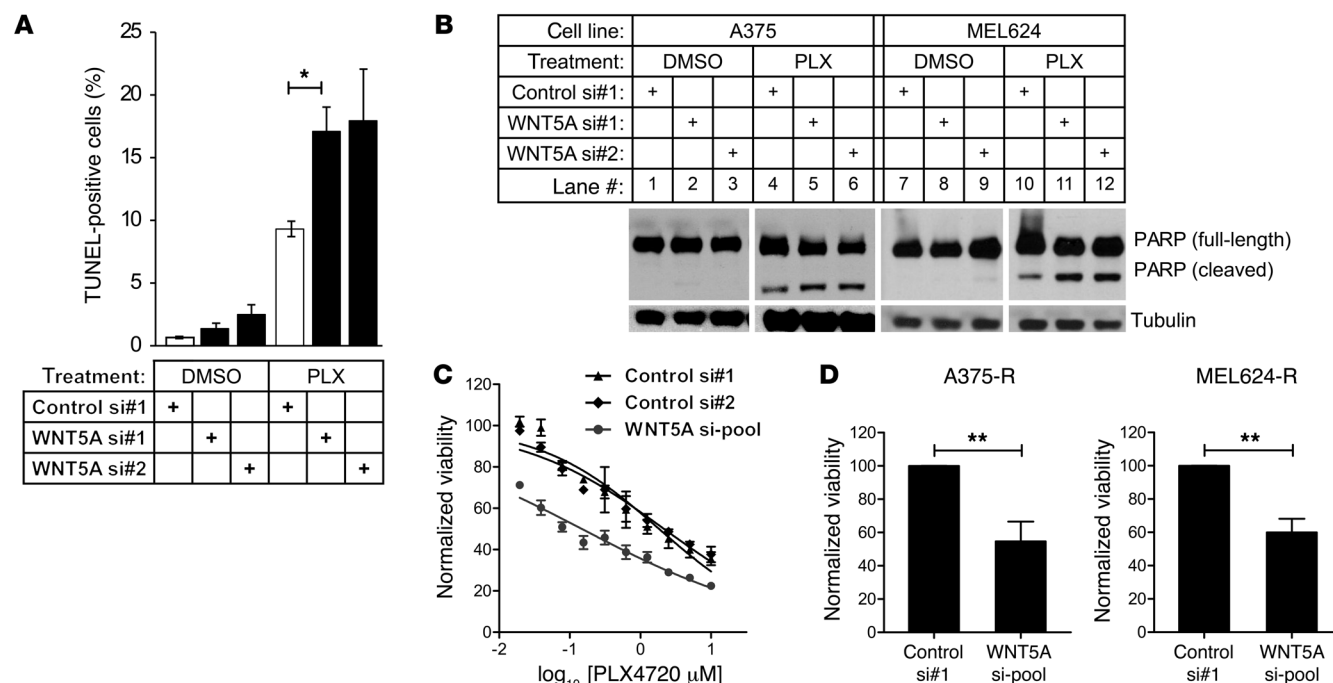 A
25
20
15
10
5
0
TUNEL-positive cells (%)
*
Treatment: DMSO PLX
Control si#1 + +
WNT5A si#1 + +
WNT5A si#2 + +
B
Cell line: A375 MEL624
Treatment: DMSO PLX DMSO PLX
Control si#1: + + + +
WNT5A si#1: + + + +
WNT5A si#2: + + + +
Lane #: 1 2 3 4 5 6 7 8 9 10 11 12
PARP (full-length)
PARP (cleaved)
Tubulin
C
120
100
80
60
40
20
0
Normalized viability
Control si#1
Control si#2
WNT5A si-pool
-2 -1 0 1
log10 [PLX4720 μM]
D
A375-R
120
100
80
60
40
20
0
Normalized viability
**
Control si#1
WNT5A si-pool
MEL624-R
120
100
80
60
40
20
0
Normalized viability
**
Control si#1
WNT5A si-pool